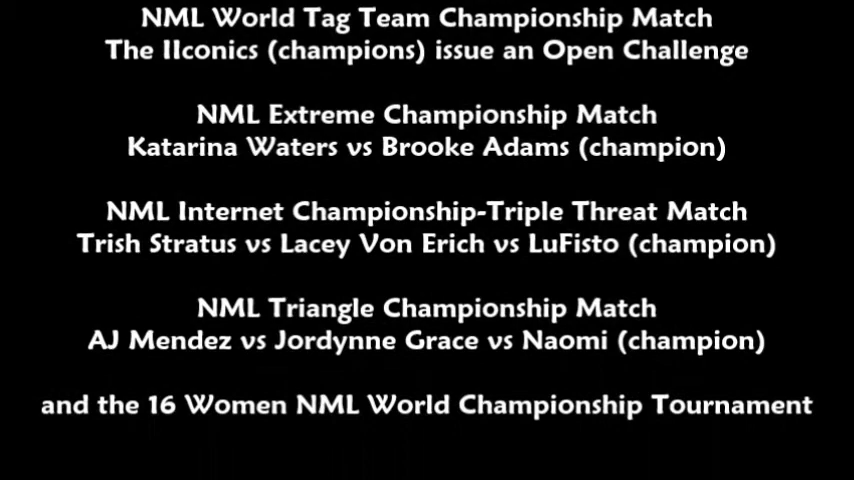 NML World Tag Team Championship Match
The IIconics (champions) issue an Open Challenge
NML Extreme Championship Match
Katarina Waters vs Brooke Adams (champion)
NML Internet Championship-Triple Threat Match
Trish Stratus vs Lacey Von Erich vs LuFisto (champion)
NML Triangle Championship Match
AJ Mendez vs Jordynne Grace vs Naomi (champion)
and the 16 Women NML World Championship Tournament